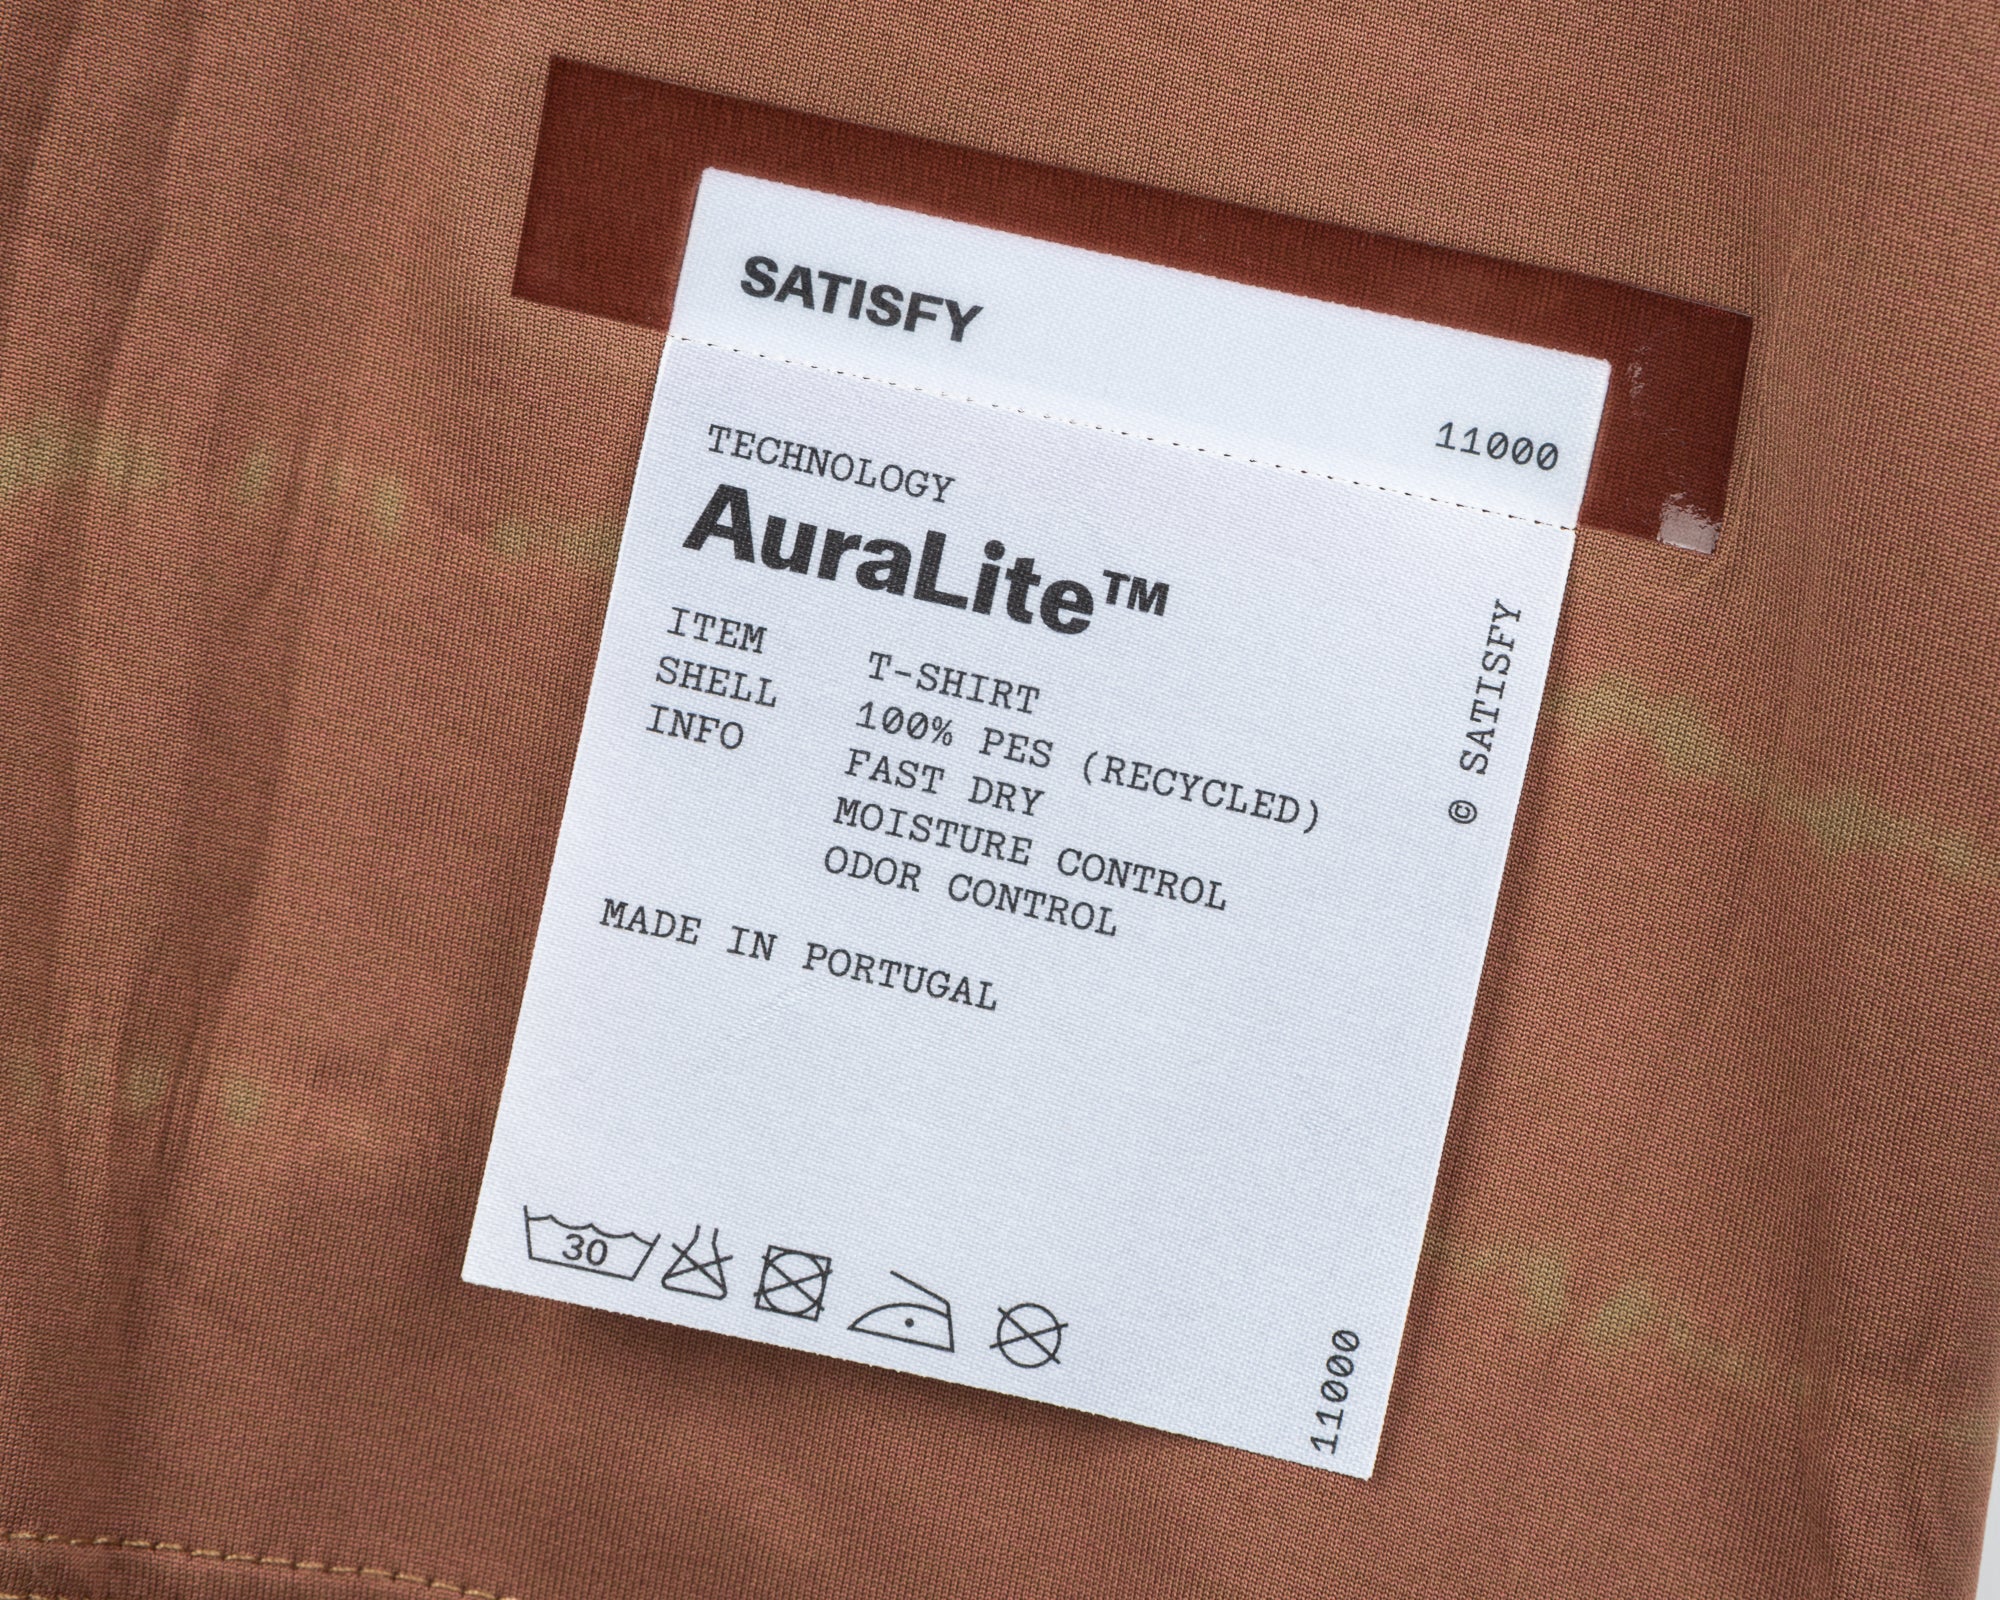 SATISFY
11000
TECHNOLOGY
AuraLite™
ITEM T-SHIRT
SHELL 100% PES (RECYCLED)
INFO FAST DRY
MOISTURE CONTROL
ODOR CONTROL
MADE IN PORTUGAL
© SATISFY
30
11000